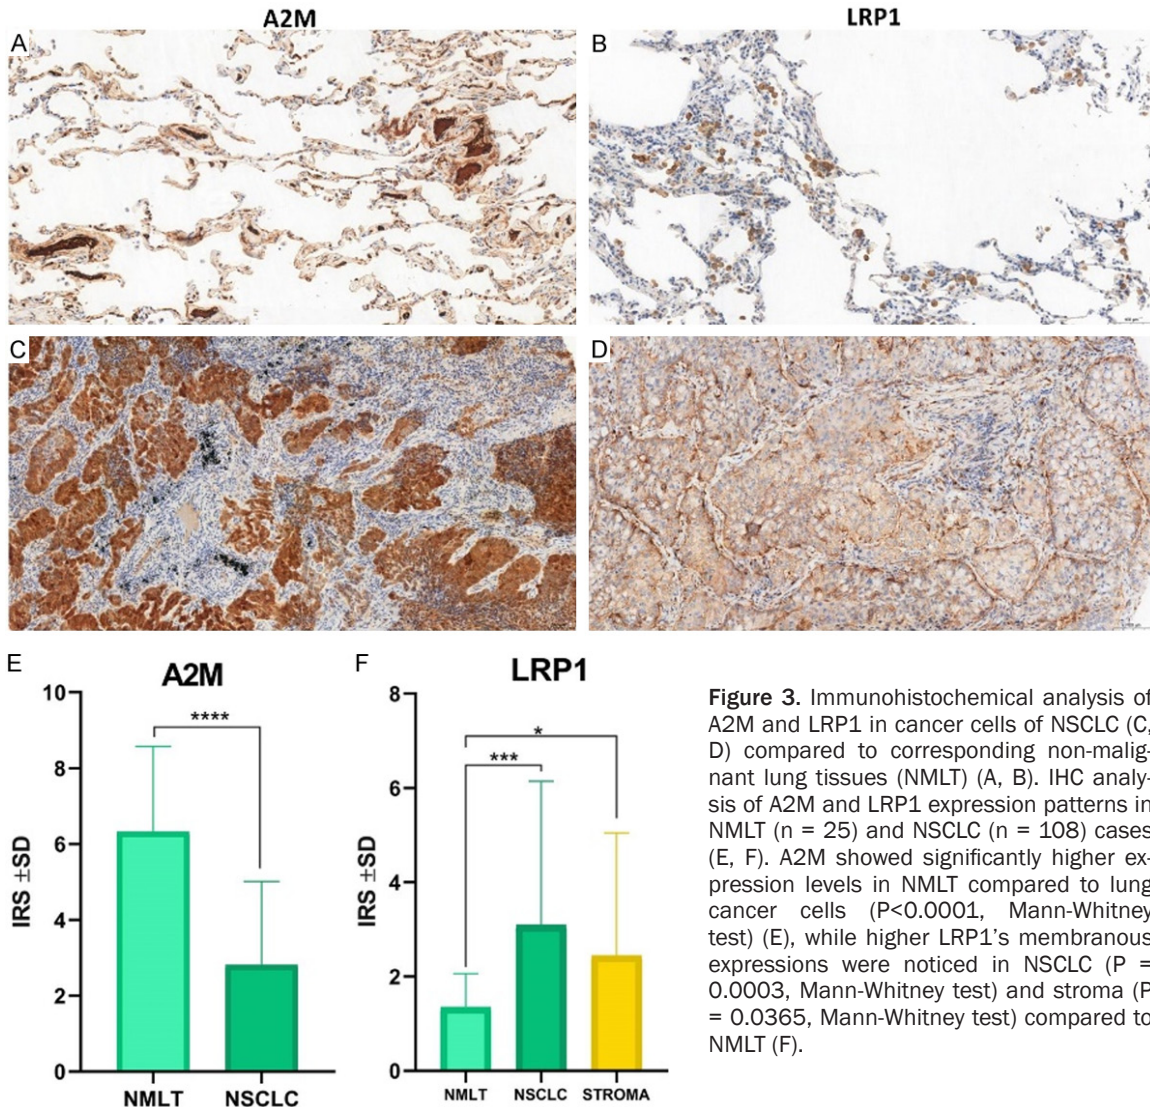 A2M
LRP1
A
B
C
D
E
A2M
IRS ±SD
10
8
6
4
2
0
****
NMLT
NSCLC
F
LRP1
IRS ±SD
8
6
4
2
0
*
***
NMLT
NSCLC
STROMA
Figure 3. Immunohistochemical analysis of
A2M and LRP1 in cancer cells of NSCLC (C,
D) compared to corresponding non-malig-
nant lung tissues (NMLT) (A, B). IHC analy-
sis of A2M and LRP1 expression patterns in
NMLT (n = 25) and NSCLC (n = 108) cases
(E, F). A2M showed significantly higher ex-
pression levels in NMLT compared to lung
cancer cells (P<0.0001, Mann-Whitney
test) (E), while higher LRP1's membranous
expressions were noticed in NSCLC (P =
0.0003, Mann-Whitney test) and stroma (P
= 0.0365, Mann-Whitney test) compared to
NMLT (F).